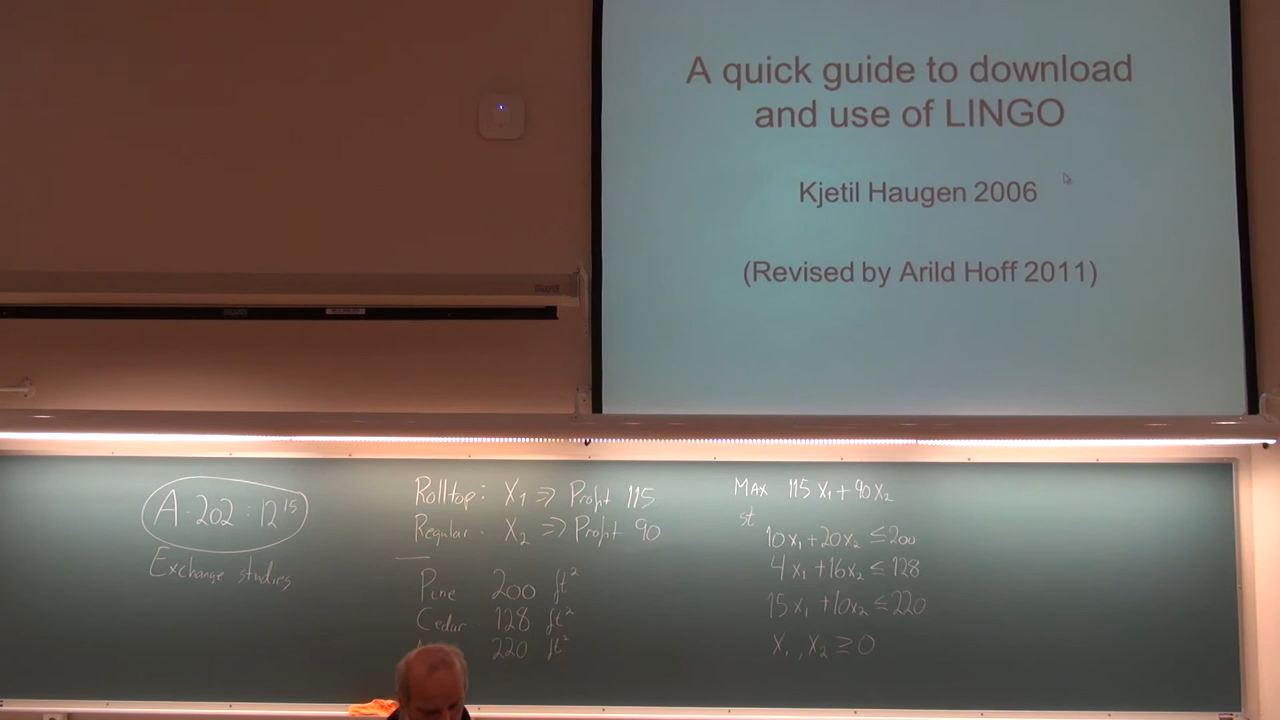 A quick guide to download
and use of LINGO
Kjetil Haugen 2006
(Revised by Arild Hoff 2011)
A-202 : 12 15
Exchange studies
Rolltop: X1 => Profit 115
Regular: X2 => Profit 90
Pine 200 ft²
Cedar 128 ft²
220 ft²
MAX 115 X1 + 90 X2
st
10x1 + 20x2 ≤ 200
4x1 + 16x2 ≤ 128
15x1 + 10x2 ≤ 220
X1, X2 ≥ 0